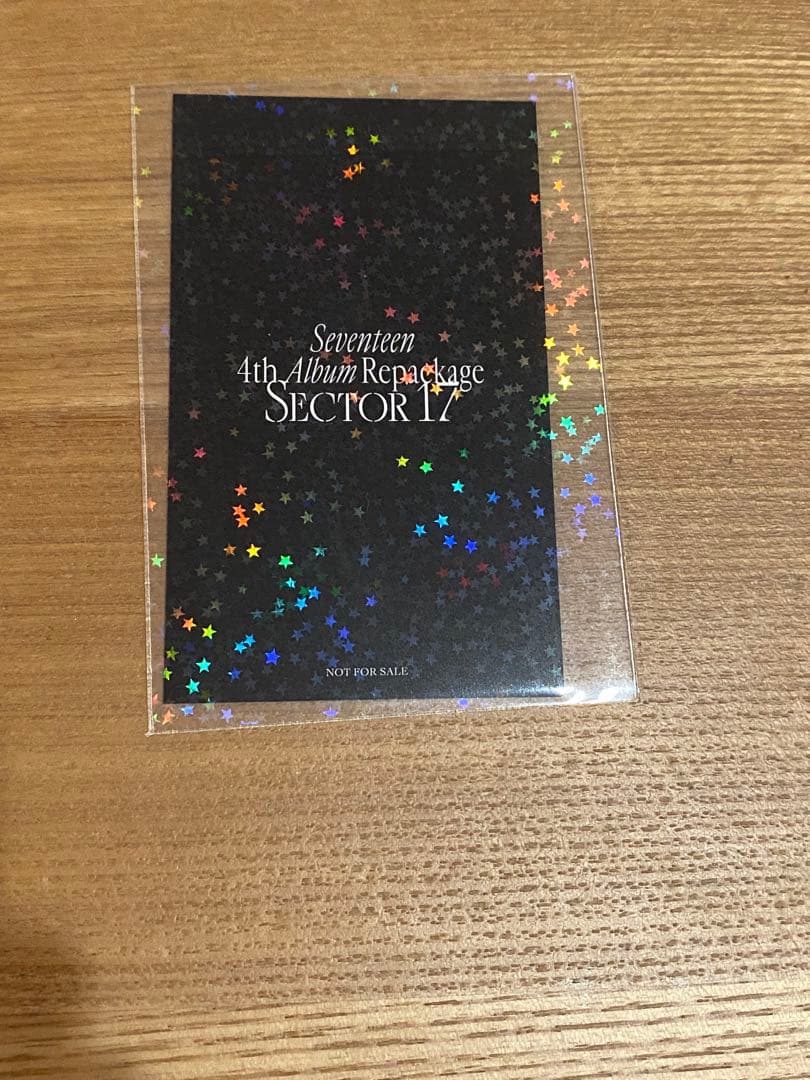 Seventeen
4th Album Repackage
SECTOR 17
NOT FOR SALE